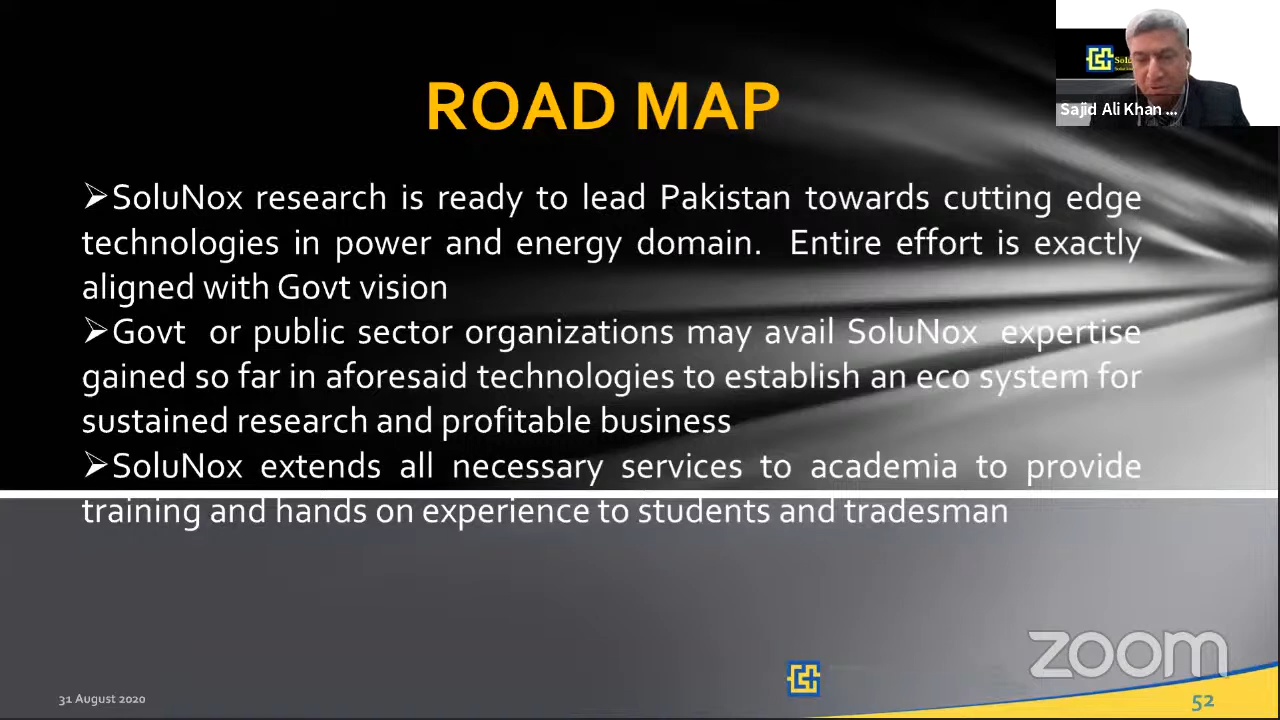 ROAD MAP
Sajid Ali Khan ...
➢SoluNox research is ready to lead Pakistan towards cutting edge
technologies in power and energy domain.  Entire effort is exactly
aligned with Govt vision
➢Govt  or public sector organizations may avail SoluNox  expertise
gained so far in aforesaid technologies to establish an eco system for
sustained research and profitable business
➢SoluNox extends all necessary services to academia to provide
training and hands on experience to students and tradesman
zoom
31 August 2020
52